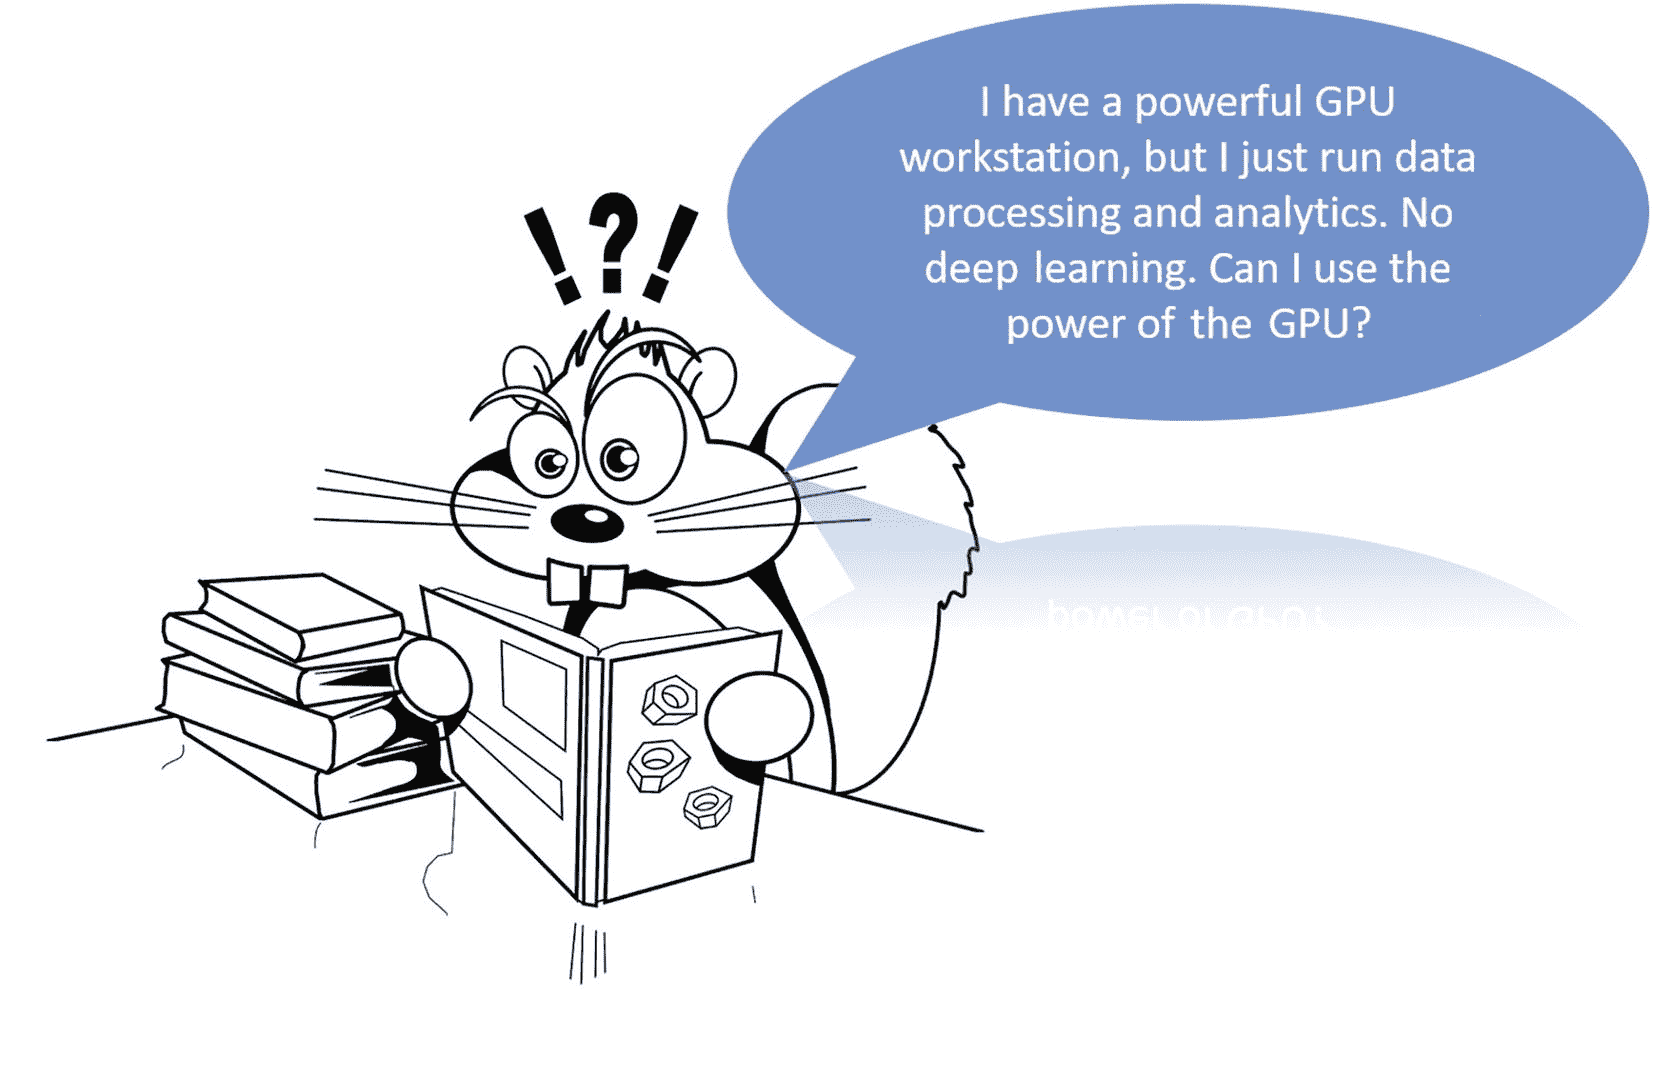 !?!
I have a powerful GPU
workstation, but I just run data
processing and analytics. No
deep learning. Can I use the
power of the GPU?